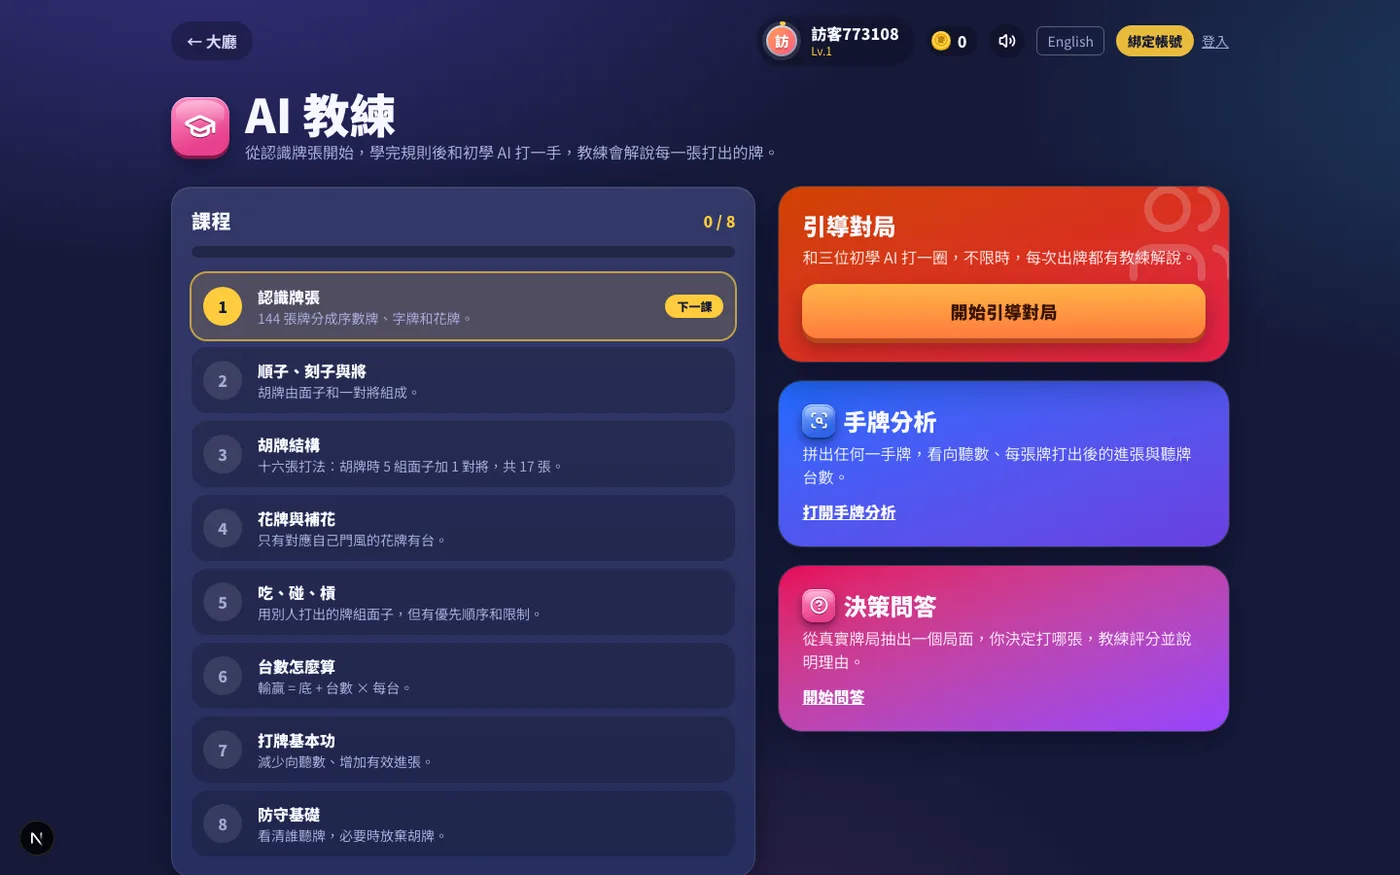 ← 大廳
訪
訪客773108
Lv.1
0
English
綁定帳號
登入
AI 教練
從認識牌張開始，學完規則後和初學 AI 打一手，教練會解說每一張打出的牌。
課程
0 / 8
1
認識牌張
144 張牌分成序數牌、字牌和花牌。
下一課
2
順子、刻子與將
胡牌由面子和一對將組成。
3
胡牌結構
十六張打法：胡牌時 5 組面子加 1 對將，共 17 張。
4
花牌與補花
只有對應自己門風的花牌有台。
5
吃、碰、槓
用別人打出的牌組面子，但有優先順序和限制。
6
台數怎麼算
輸贏 = 底 + 台數 × 每台。
7
打牌基本功
減少向聽數、增加有效進張。
8
防守基礎
看清誰聽牌，必要時放棄胡牌。
引導對局
和三位初學 AI 打一圈，不限時，每次出牌都有教練解說。
開始引導對局
手牌分析
拼出任何一手牌，看向聽數、每張牌打出後的進張與聽牌
台數。
打開手牌分析
決策問答
從真實牌局抽出一個局面，你決定打哪張，教練評分並說
明理由。
開始問答
N